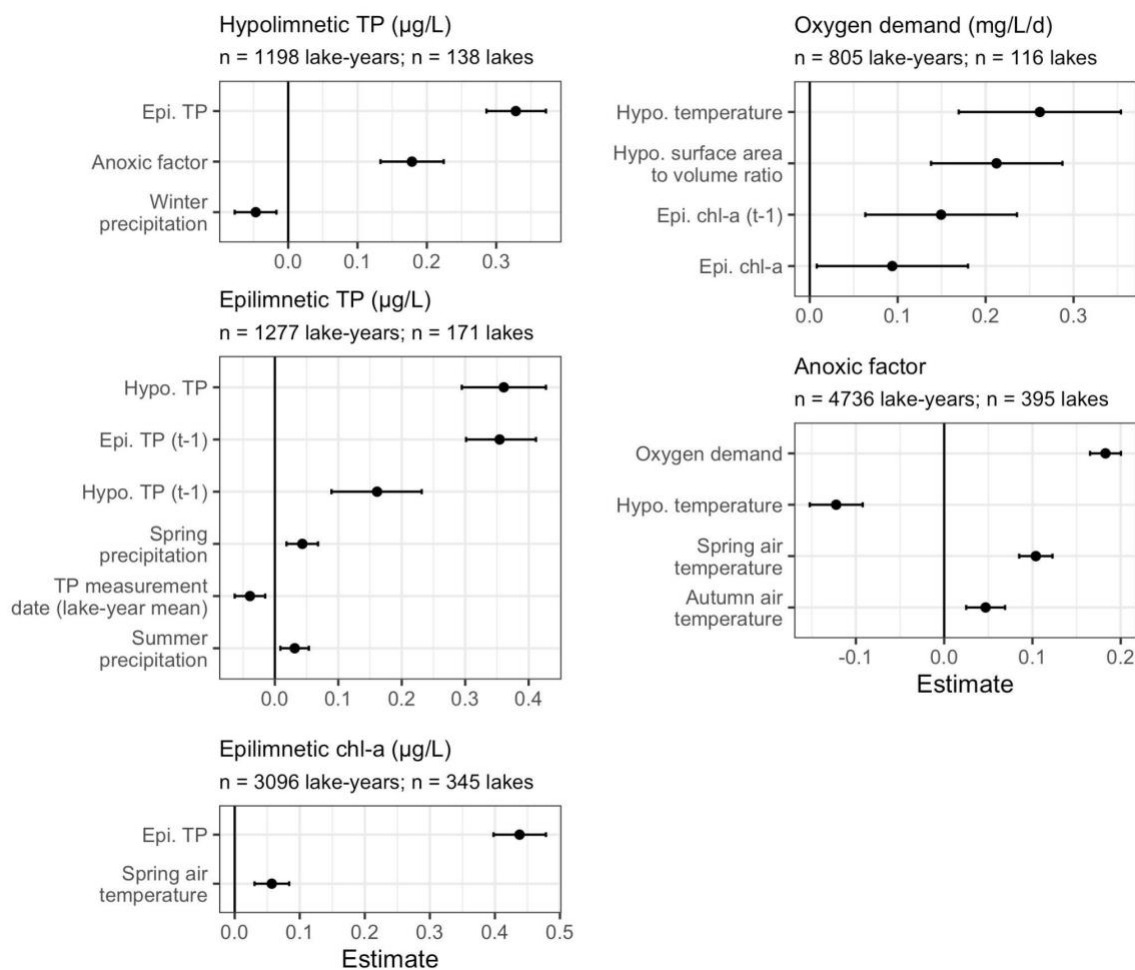 Hypolimnetic TP (µg/L)
n = 1198 lake-years; n = 138 lakes
Epi. TP
Anoxic factor
Winter
precipitation
0.0 0.1 0.2 0.3
Epilimnetic TP (µg/L)
n = 1277 lake-years; n = 171 lakes
Hypo. TP
Epi. TP (t-1)
Hypo. TP (t-1)
Spring
precipitation
TP measurement
date (lake-year mean)
Summer
precipitation
0.0 0.1 0.2 0.3 0.4
Epilimnetic chl-a (µg/L)
n = 3096 lake-years; n = 345 lakes
Epi. TP
Spring air
temperature
0.0 0.1 0.2 0.3 0.4 0.5
Estimate
Oxygen demand (mg/L/d)
n = 805 lake-years; n = 116 lakes
Hypo. temperature
Hypo. surface area
to volume ratio
Epi. chl-a (t-1)
Epi. chl-a
0.0 0.1 0.2 0.3
Anoxic factor
n = 4736 lake-years; n = 395 lakes
Oxygen demand
Hypo. temperature
Spring air
temperature
Autumn air
temperature
-0.1 0.0 0.1 0.2
Estimate